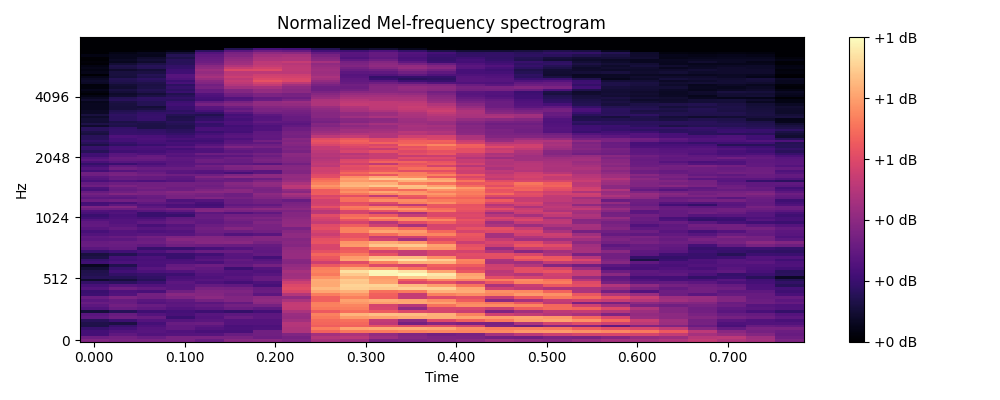 Normalized Mel-frequency spectrogram
Hz
4096
2048
1024
512
0
0.000 0.100 0.200 0.300 0.400 0.500 0.600 0.700
Time
+1 dB
+1 dB
+1 dB
+0 dB
+0 dB
+0 dB